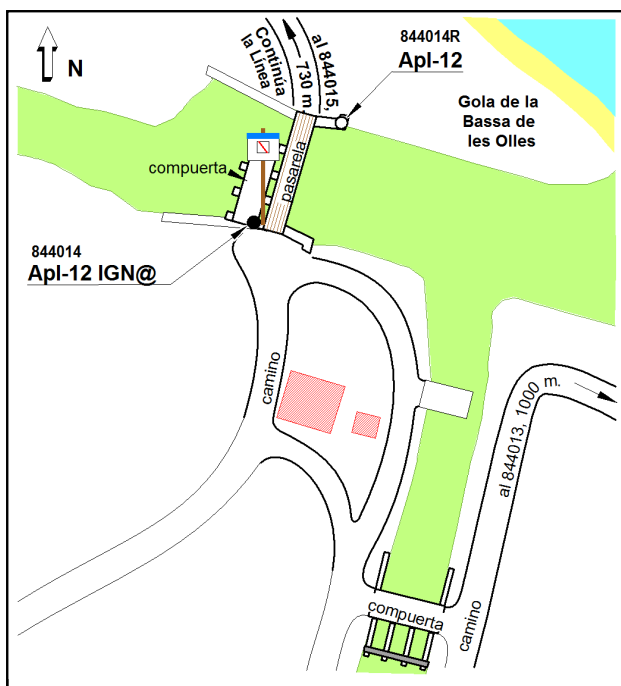 844014R
Apl-12
N
Continúa
la Línea
al 844015,
730 m.
Gola de la
Bassa de
les Olles
compuerta
pasarela
844014
Apl-12 IGN@
camino
al 844013, 1000 m.
compuerta
camino